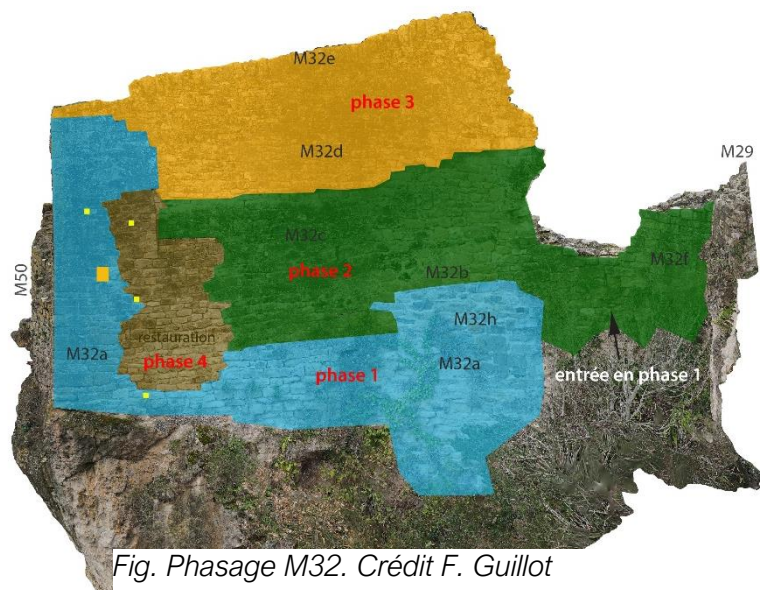 M32e
phase 3
M32d
M29
M32c
M32f
phase 2
M32b
M50
M32h
restauration
M32a
phase 4
phase 1
M32a
entrée en phase 1
Fig. Phasage M32. Crédit F. Guillot